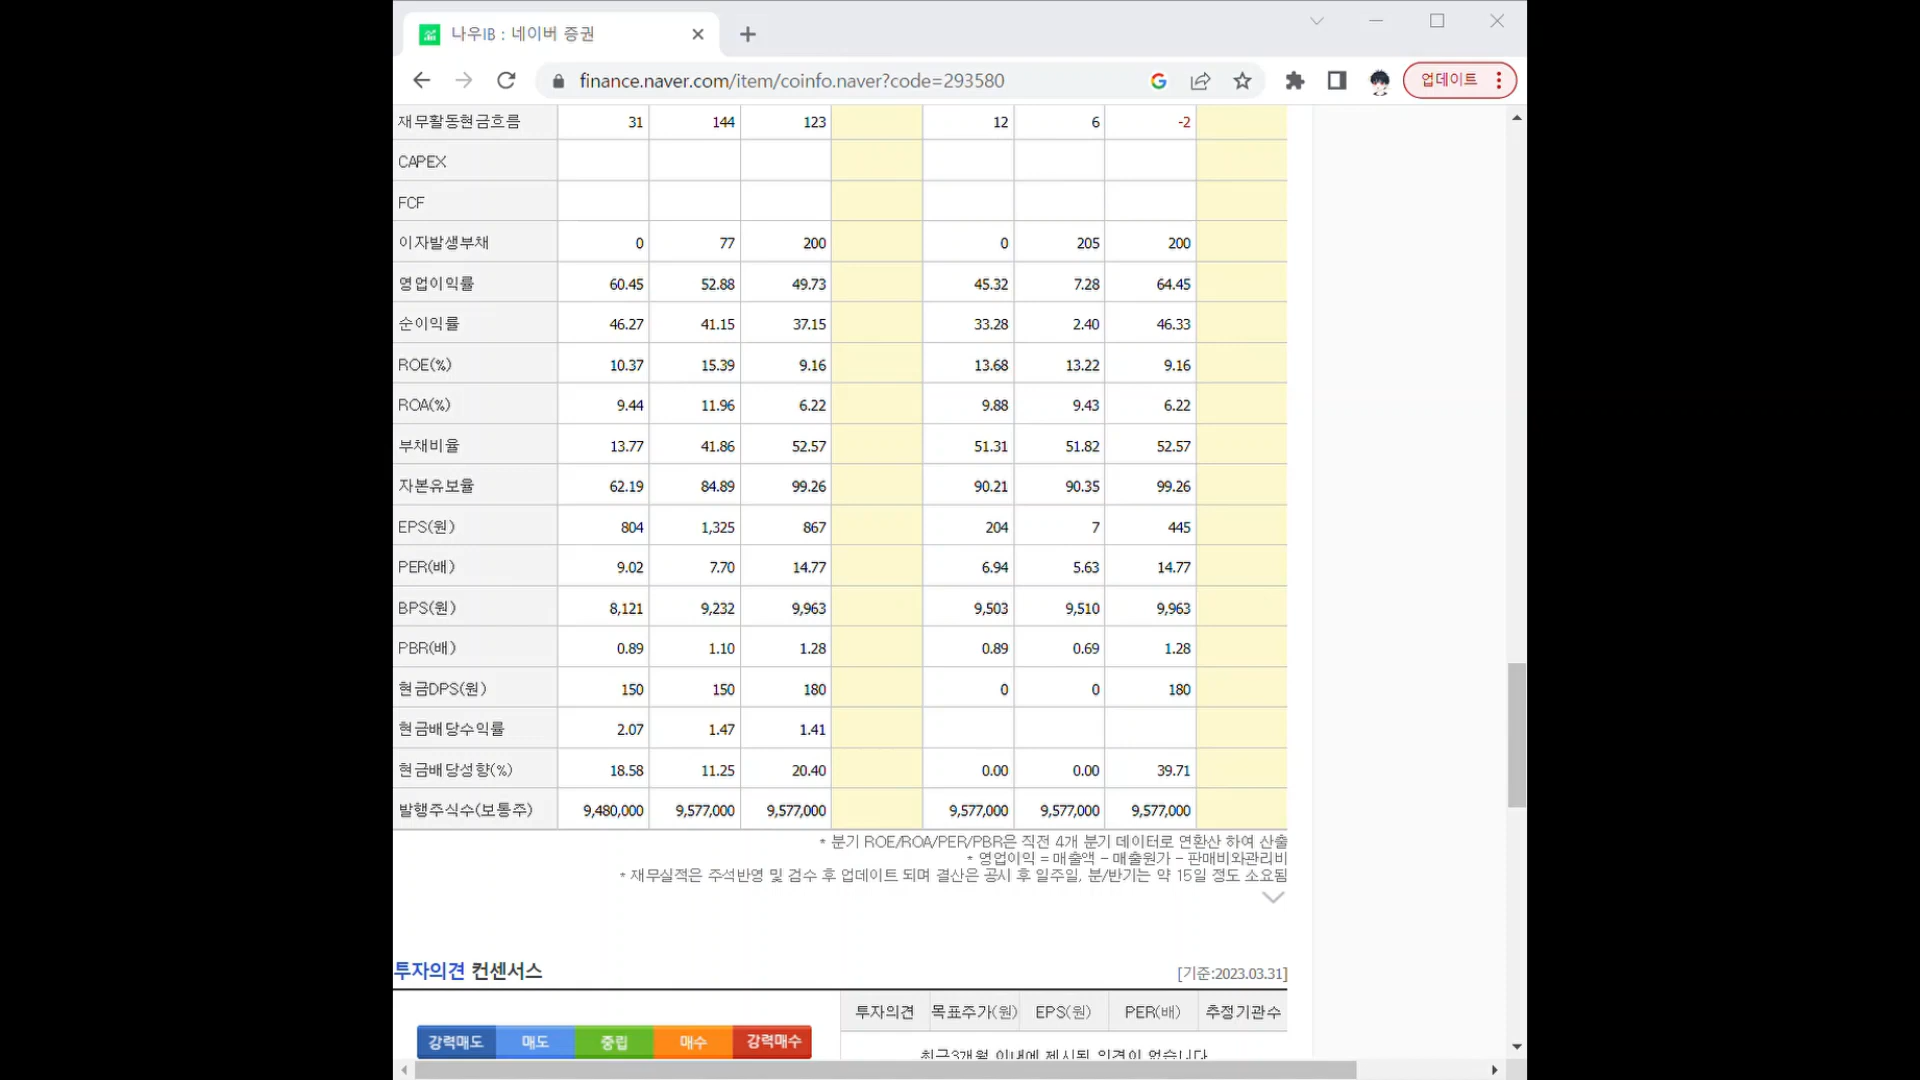 나우IB : 네이버 증권
finance.naver.com/item/coinfo.naver?code=293580
업데이트
재무활동현금흐름 31 144 123 12 6 -2
CAPEX
FCF
이자발생부채 0 77 200 0 205 200
영업이익률 60.45 52.88 49.73 45.32 7.28 64.45
순이익률 46.27 41.15 37.15 33.28 2.40 46.33
ROE(%) 10.37 15.39 9.16 13.68 13.22 9.16
ROA(%) 9.44 11.96 6.22 9.88 9.43 6.22
부채비율 13.77 41.86 52.57 51.31 51.82 52.57
자본유보율 62.19 84.89 99.26 90.21 90.35 99.26
EPS(원) 804 1,325 867 204 7 445
PER(배) 9.02 7.70 14.77 6.94 5.63 14.77
BPS(원) 8,121 9,232 9,963 9,503 9,510 9,963
PBR(배) 0.89 1.10 1.28 0.89 0.69 1.28
현금DPS(원) 150 150 180 0 0 180
현금배당수익률 2.07 1.47 1.41
현금배당성향(%) 18.58 11.25 20.40 0.00 0.00 39.71
발행주식수(보통주) 9,480,000 9,577,000 9,577,000 9,577,000 9,577,000 9,577,000
* 분기 ROE/ROA/PER/PBR은 직전 4개 분기 데이터로 연환산 하여 산출
* 영업이익 = 매출액 - 매출원가 - 판매비와관리비
* 재무실적은 주석반영 및 검수 후 업데이트 되며 결산은 공시 후 일주일, 분/반기는 약 15일 정도 소요됨
투자의견 컨센서스 [기준:2023.03.31]
투자의견 목표주가(원) EPS(원) PER(배) 추정기관수
강력매도 매도 중립 매수 강력매수
최근3개월 이내에 제시된 의견이 없습니다